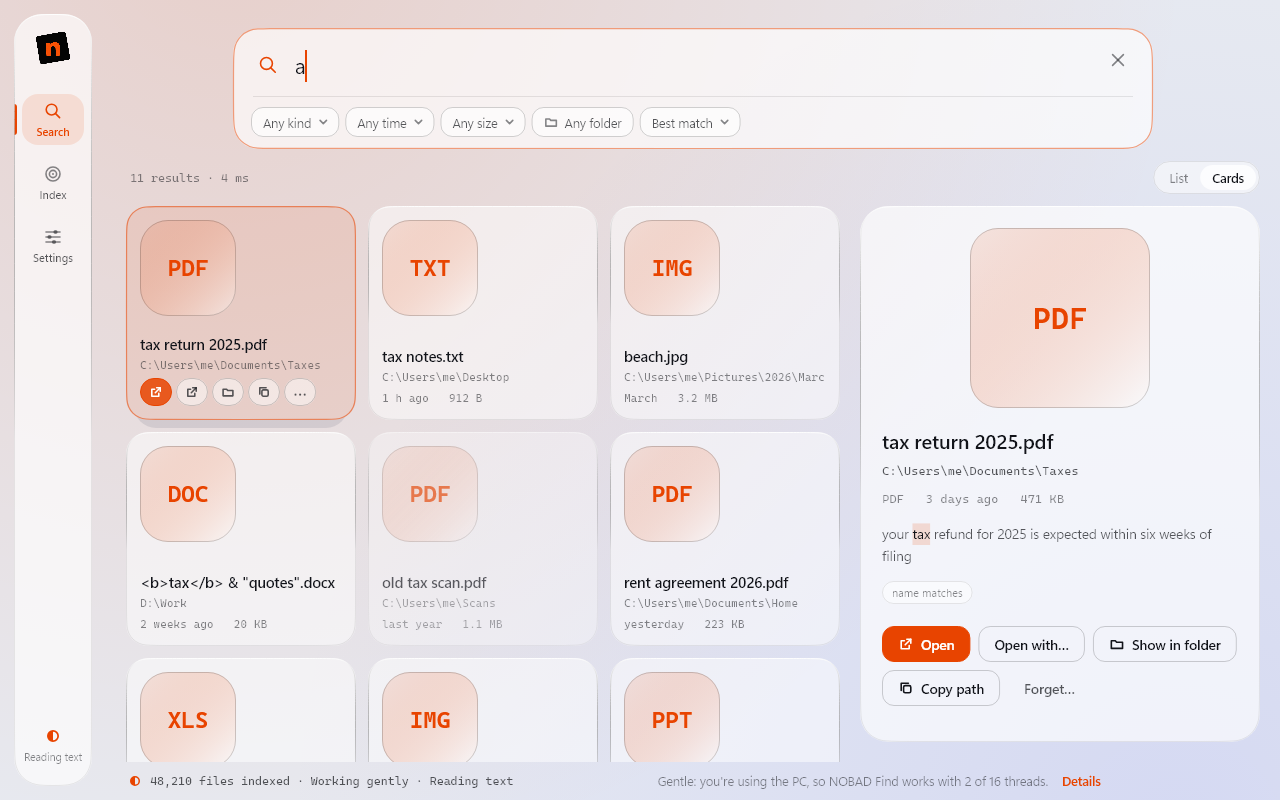 n
Search
Index
Settings
Reading text
a
Any kind
Any time
Any size
Any folder
Best match
11 results · 4 ms
List
Cards
PDF
tax return 2025.pdf
C:\Users\me\Documents\Taxes
...
TXT
tax notes.txt
C:\Users\me\Desktop
1 h ago 912 B
IMG
beach.jpg
C:\Users\me\Pictures\2026\Marc
March 3.2 MB
DOC
<b>tax</b> & "quotes".docx
D:\Work
2 weeks ago 20 KB
PDF
old tax scan.pdf
C:\Users\me\Scans
last year 1.1 MB
PDF
rent agreement 2026.pdf
C:\Users\me\Documents\Home
yesterday 223 KB
XLS
IMG
PPT
PDF
tax return 2025.pdf
C:\Users\me\Documents\Taxes
PDF 3 days ago 471 KB
your tax refund for 2025 is expected within six weeks of
filing
name matches
Open
Open with...
Show in folder
Copy path
Forget...
48,210 files indexed · Working gently · Reading text
Gentle: you're using the PC, so NOBAD Find works with 2 of 16 threads.
Details